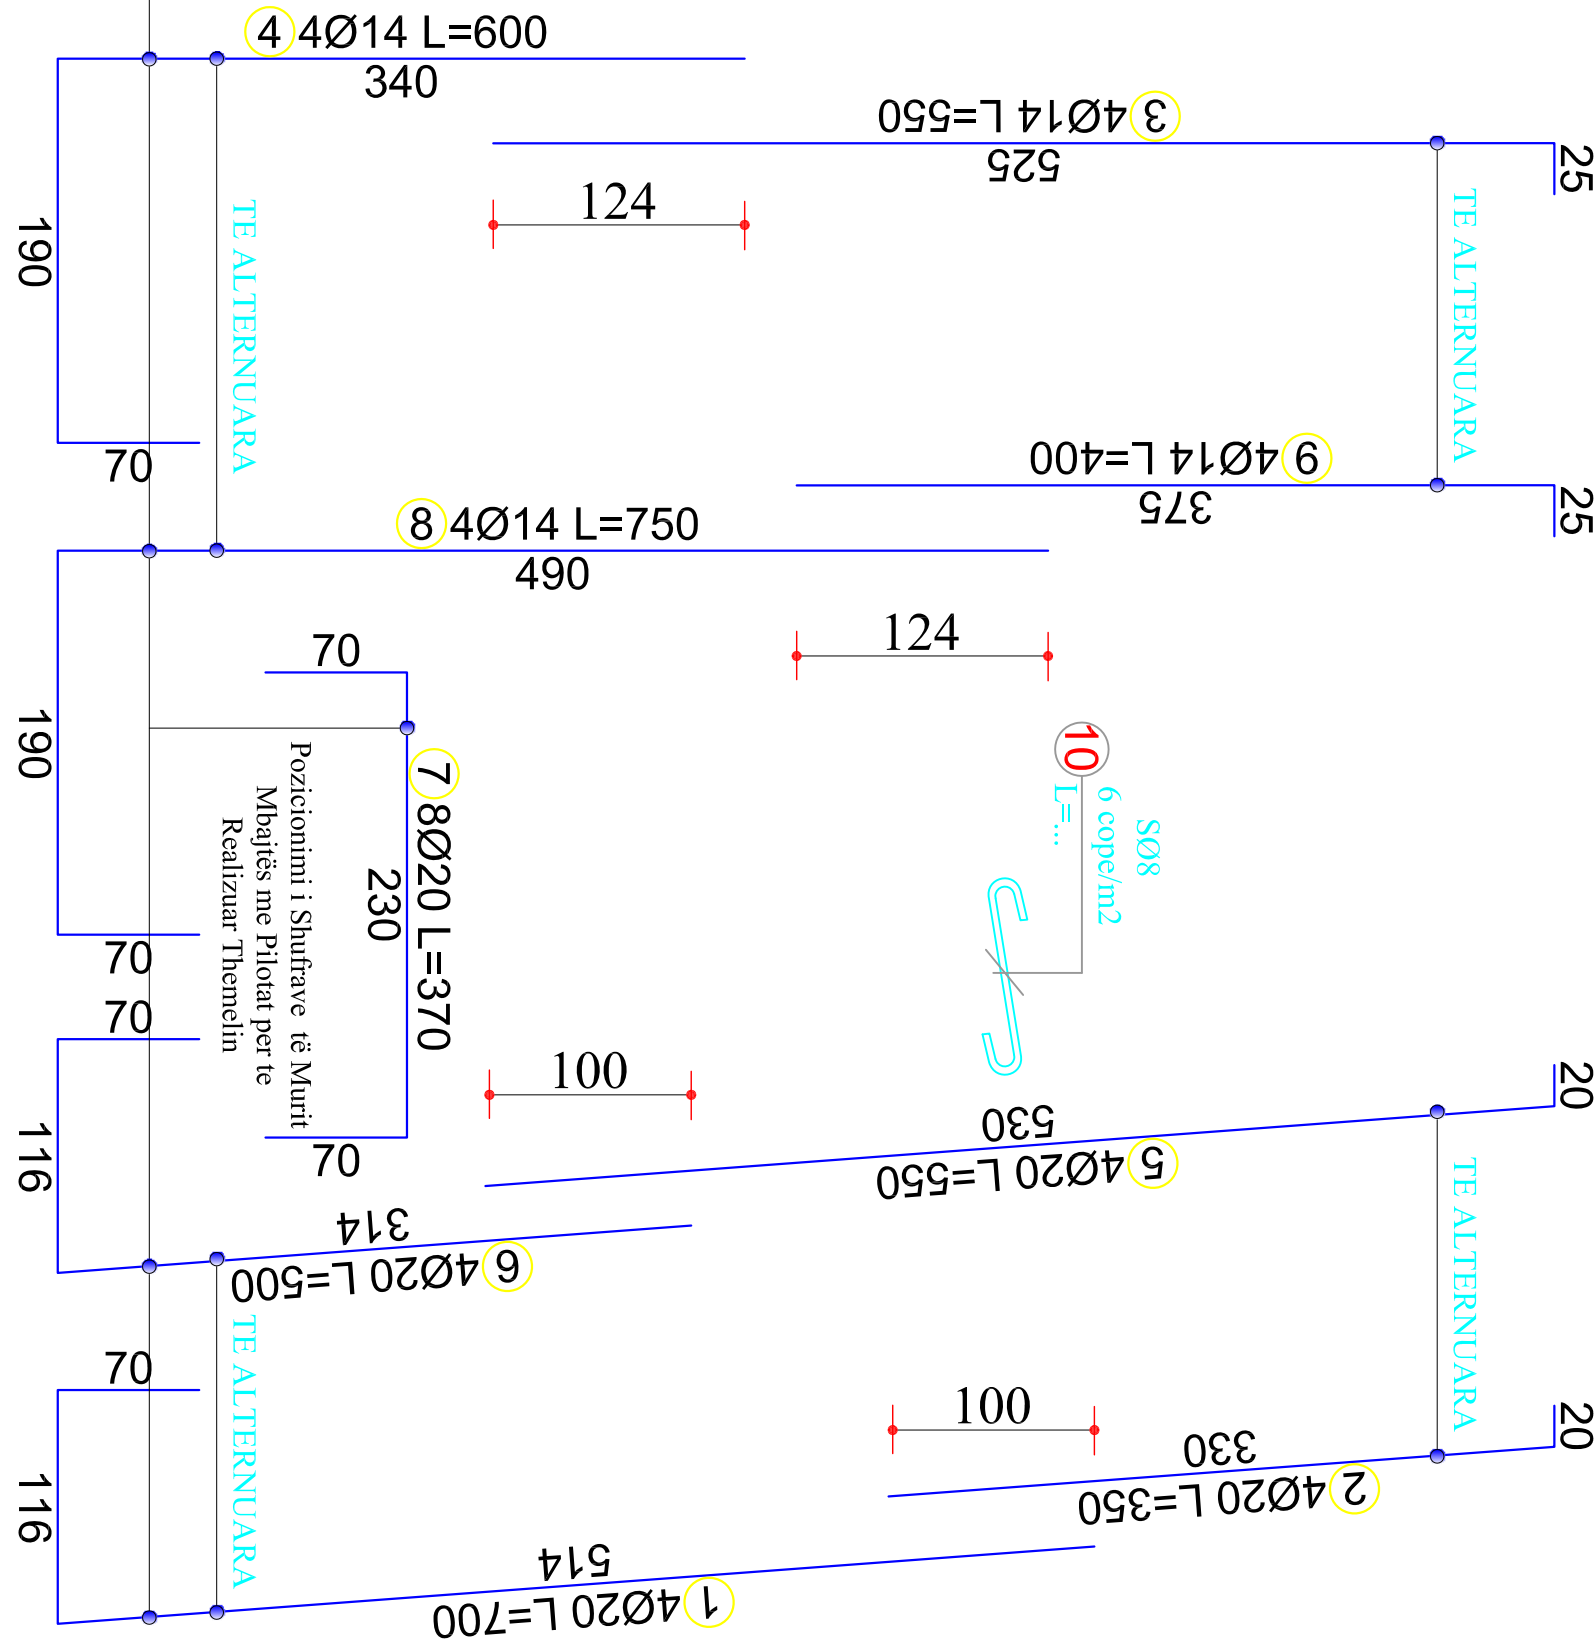 4 4Ø14 L=600
340
3 4Ø14 L=550
525
25
124
190
TE ALTERNUARA
TE ALTERNUARA
70
9 4Ø14 L=400
375
25
8 4Ø14 L=750
490
124
70
190
70
7 8Ø20 L=370
230
Pozicionimi i Shufrave të Murit
Mbajtës me Pilotat per te
Realizuar Themelin
70
10
SØ8
6 cope/m2
L=...
70
116
100
530
5 4Ø20 L=550
20
314
6 4Ø20 L=500
TE ALTERNUARA
TE ALTERNUARA
70
116
100
330
2 4Ø20 L=350
20
514
1 4Ø20 L=700